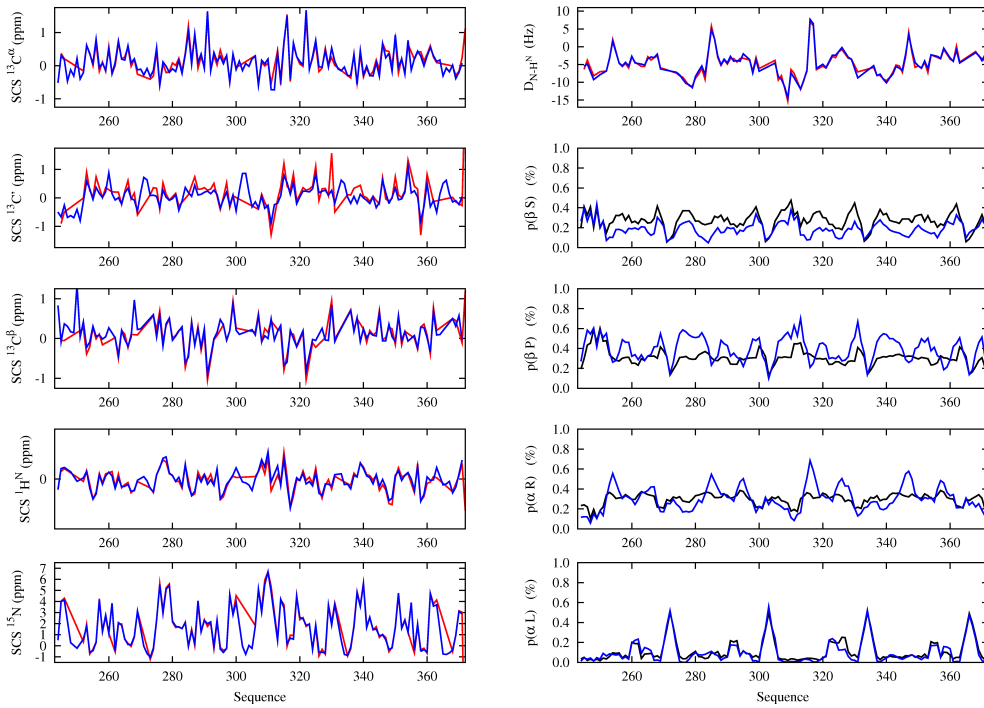 SCS ¹³Cᵅ (ppm)
1
0
-1
260 280 300 320 340 360
D_N-Hᴺ (Hz)
10
5
0
-5
-10
-15
260 280 300 320 340 360
SCS ¹³C' (ppm)
1
0
-1
260 280 300 320 340 360
p(β S) (%)
1.0
0.8
0.6
0.4
0.2
0.0
260 280 300 320 340 360
SCS ¹³Cᵝ (ppm)
1
0
-1
260 280 300 320 340 360
p(β P) (%)
1.0
0.8
0.6
0.4
0.2
0.0
260 280 300 320 340 360
SCS ¹Hᴺ (ppm)
0
260 280 300 320 340 360
p(α R) (%)
1.0
0.8
0.6
0.4
0.2
0.0
260 280 300 320 340 360
SCS ¹⁵N (ppm)
7
6
5
4
3
2
1
0
-1
260 280 300 320 340 360
Sequence
p(α L) (%)
1.0
0.8
0.6
0.4
0.2
0.0
260 280 300 320 340 360
Sequence